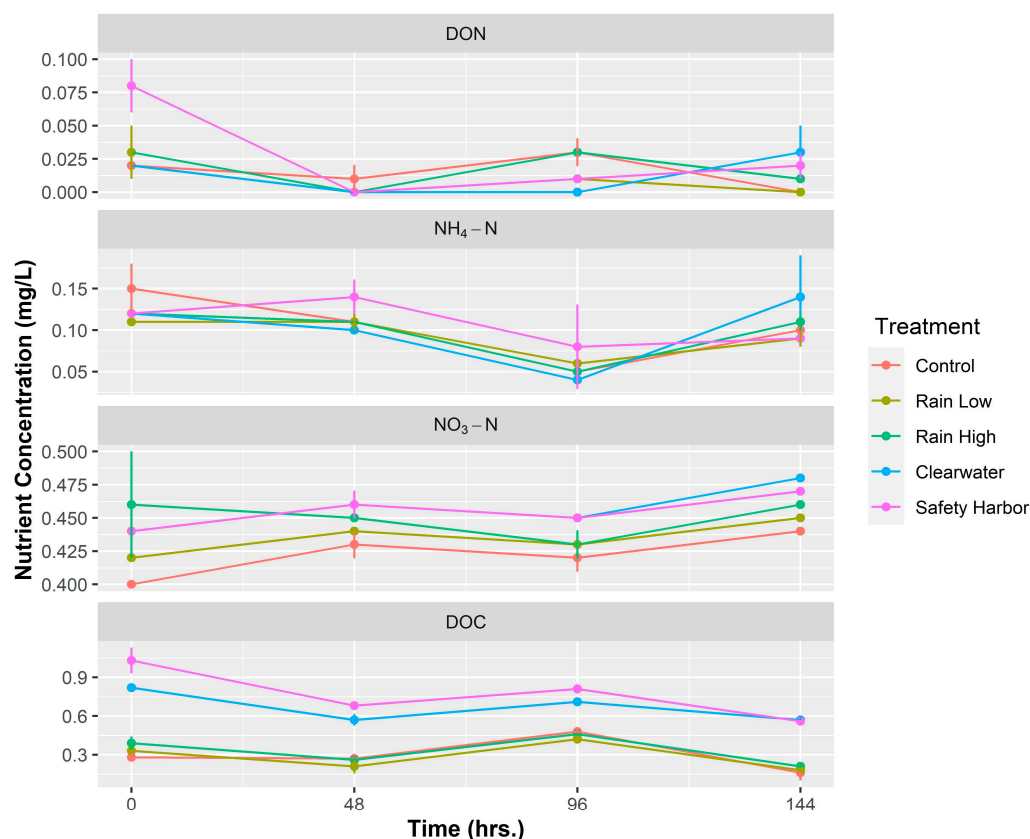 DON
0.100
0.075
0.050
0.025
0.000
NH₄–N
0.15
0.10
0.05
NO₃–N
0.500
0.475
0.450
0.425
0.400
DOC
0.9
0.6
0.3
0 48 96 144
Time (hrs.)
Nutrient Concentration (mg/L)
Treatment
Control
Rain Low
Rain High
Clearwater
Safety Harbor